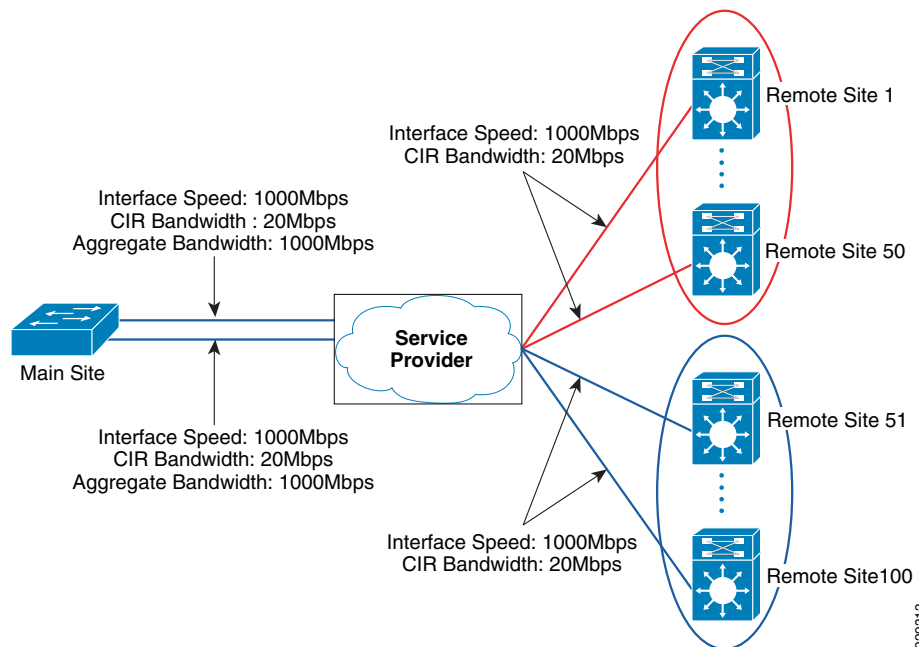 Remote Site 1
Interface Speed: 1000Mbps
CIR Bandwidth: 20Mbps
Interface Speed: 1000Mbps
CIR Bandwidth : 20Mbps
Aggregate Bandwidth: 1000Mbps
Remote Site 50
Service
Provider
Main Site
Remote Site 51
Interface Speed: 1000Mbps
CIR Bandwidth: 20Mbps
Aggregate Bandwidth: 1000Mbps
Interface Speed: 1000Mbps
CIR Bandwidth: 20Mbps
Remote Site100